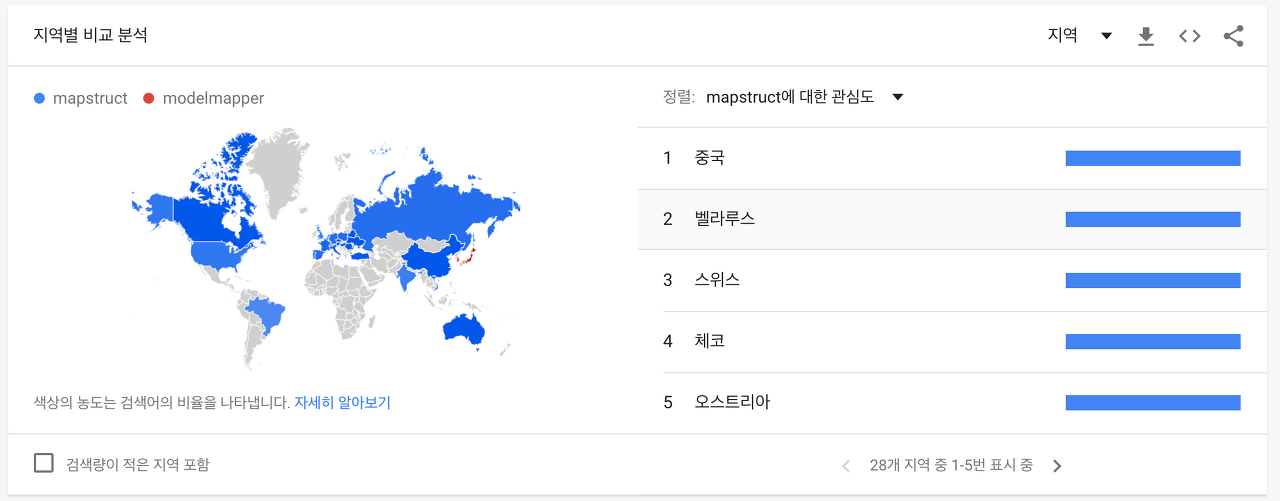 지역별 비교 분석
지역
mapstruct
modelmapper
정렬: mapstruct에 대한 관심도
1 중국
2 벨라루스
3 스위스
4 체코
5 오스트리아
색상의 농도는 검색어의 비율을 나타냅니다. 자세히 알아보기
검색량이 적은 지역 포함
28개 지역 중 1-5번 표시 중